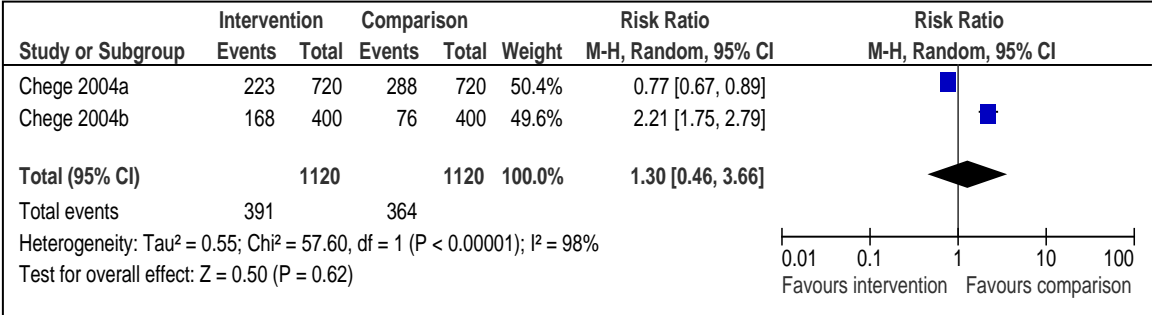 Intervention Comparison Risk Ratio Risk Ratio
Study or Subgroup Events Total Events Total Weight M-H, Random, 95% CI M-H, Random, 95% CI
Chege 2004a 223 720 288 720 50.4% 0.77 [0.67, 0.89]
Chege 2004b 168 400 76 400 49.6% 2.21 [1.75, 2.79]
Total (95% CI) 1120 1120 100.0% 1.30 [0.46, 3.66]
Total events 391 364
Heterogeneity: Tau² = 0.55; Chi² = 57.60, df = 1 (P < 0.00001); I² = 98%
Test for overall effect: Z = 0.50 (P = 0.62)
0.01 0.1 1 10 100
Favours intervention Favours comparison